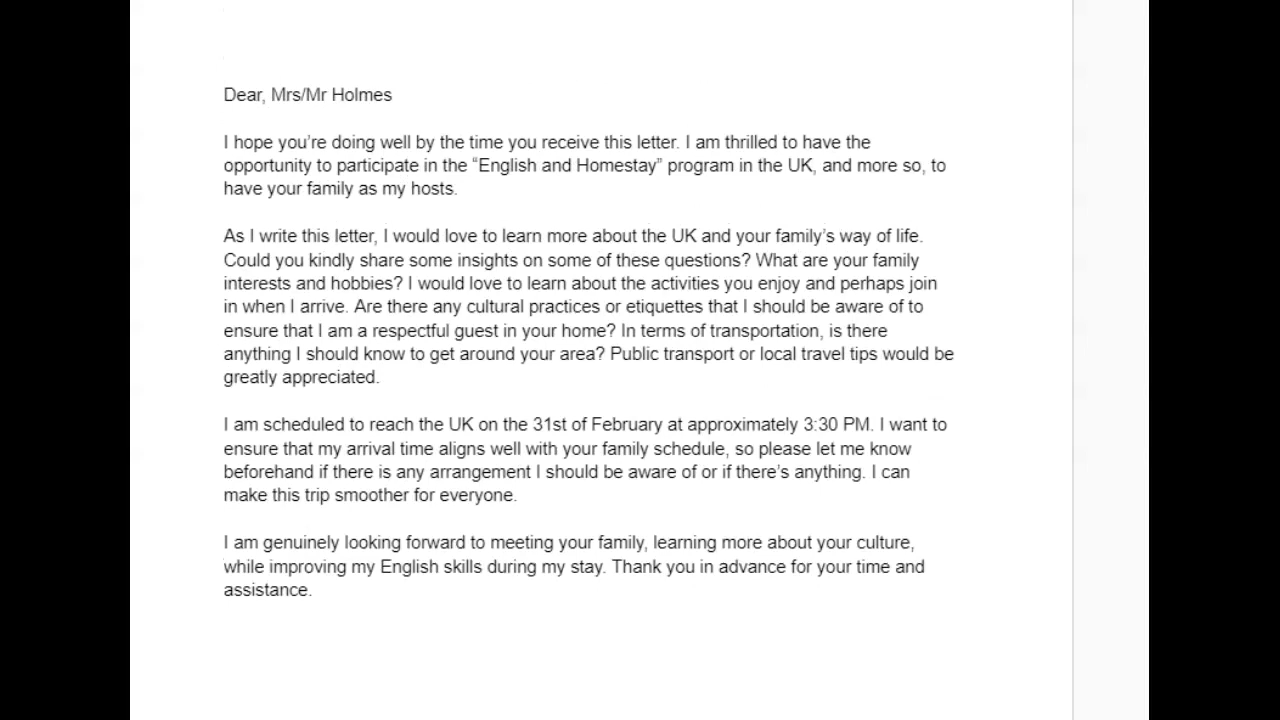 Dear, Mrs/Mr Holmes
I hope you’re doing well by the time you receive this letter. I am thrilled to have the
opportunity to participate in the “English and Homestay” program in the UK, and more so, to
have your family as my hosts.
As I write this letter, I would love to learn more about the UK and your family’s way of life.
Could you kindly share some insights on some of these questions? What are your family
interests and hobbies? I would love to learn about the activities you enjoy and perhaps join
in when I arrive. Are there any cultural practices or etiquettes that I should be aware of to
ensure that I am a respectful guest in your home? In terms of transportation, is there
anything I should know to get around your area? Public transport or local travel tips would be
greatly appreciated.
I am scheduled to reach the UK on the 31st of February at approximately 3:30 PM. I want to
ensure that my arrival time aligns well with your family schedule, so please let me know
beforehand if there is any arrangement I should be aware of or if there’s anything. I can
make this trip smoother for everyone.
I am genuinely looking forward to meeting your family, learning more about your culture,
while improving my English skills during my stay. Thank you in advance for your time and
assistance.